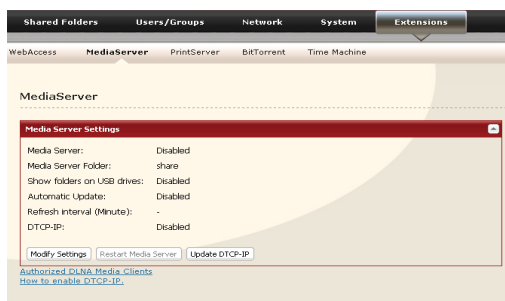 Shared Folders Users/Groups Network System Extensions
WebAccess MediaServer PrintServer BitTorrent Time Machine
MediaServer
Media Server Settings
Media Server: Disabled
Media Server Folder: share
Show folders on USB drives: Disabled
Automatic Update: Disabled
Refresh interval (Minute): -
DTCP-IP: Disabled
Modify Settings Restart Media Server Update DTCP-IP
Authorized DLNA Media Clients
How to enable DTCP-IP.